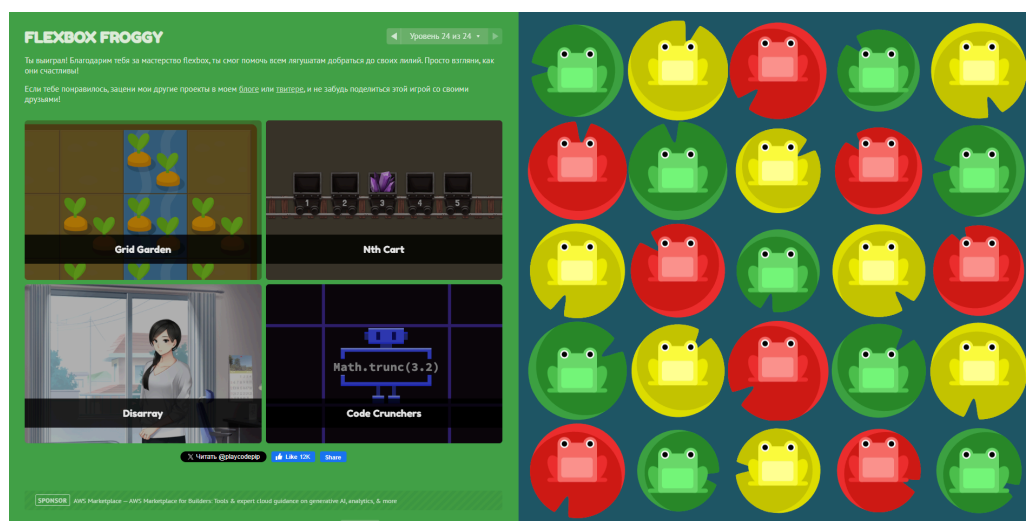 FLEXBOX FROGGY
Уровень 24 из 24
Ты выиграл! Благодарим тебя за мастерство flexbox, ты смог помочь всем лягушатам добраться до своих лилий. Просто взгляни, как
они счастливы!
Если тебе понравилось, зацени мои другие проекты в моем блоге или твитере, и не забудь поделиться этой игрой со своими
друзьями!
1 2 3 4 5
Grid Garden
Nth Cart
Math.trunc(3.2)
Disarray
Code Crunchers
X Читать @playcodepip
Like 12K
Share
SPONSOR AWS Marketplace – AWS Marketplace for Builders: Tools & expert cloud guidance on generative AI, analytics, & more